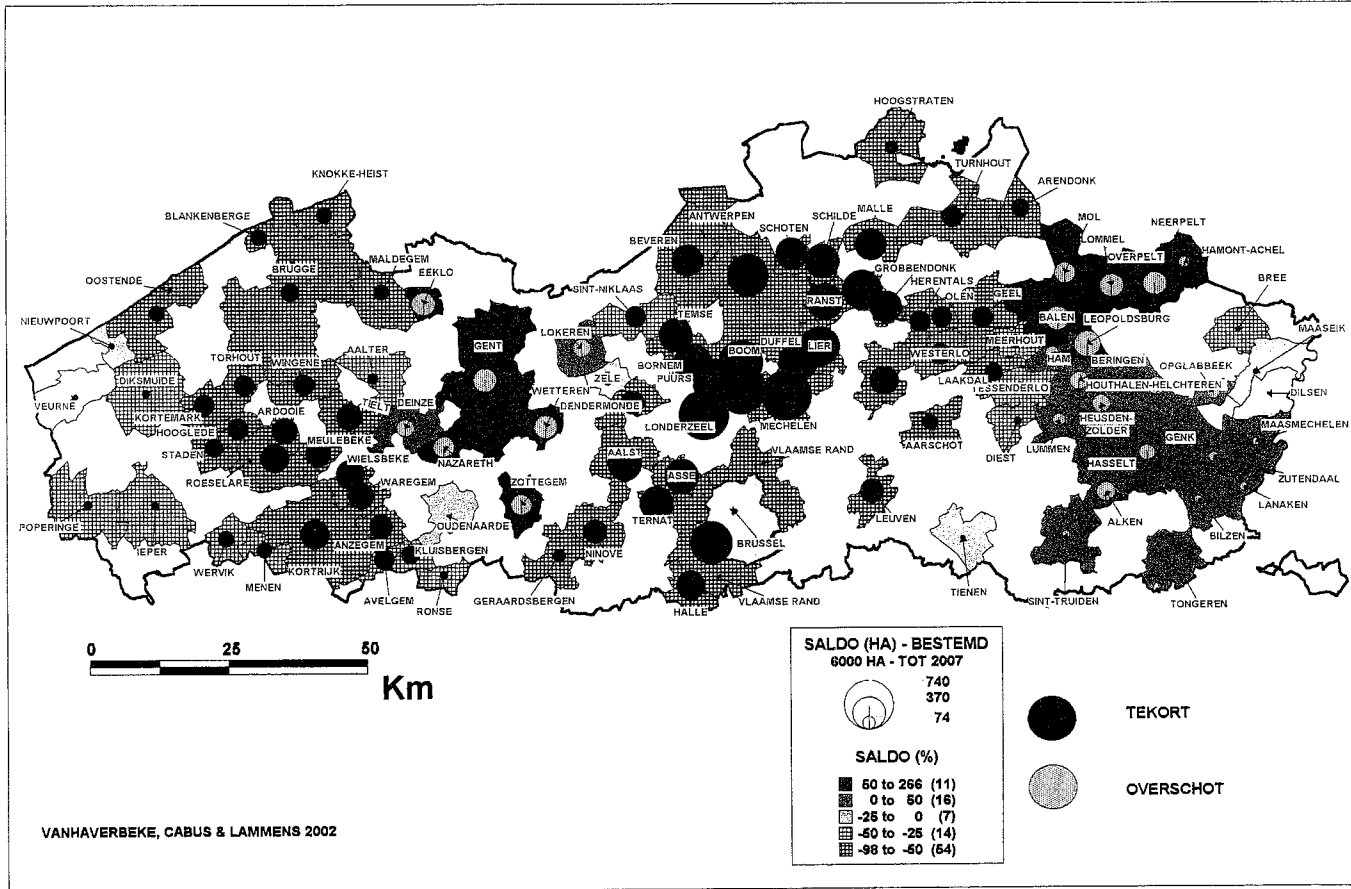 HOOGSTRATEN
TURNHOUT
KNOKKE-HEIST
ARENDONK
BLANKENBERGE
ANTWERPEN
SCHILDE
MALLE
MOL
NEERPELT
SCHOTEN
LOMMEL
BEVEREN
HAMONT-ACHEL
OVERPELT
MALDEGEM
BRUGGE
EEKLO
GROBBENDONK
BREE
OOSTENDE
HERENTALS
SINT-NIKLAAS
RANST
OLEN
GEEL
TEMSE
BALEN
LEOPOLDSBURG
MAASEIK
NIEUWPOORT
LOKEREN
GENT
DUFFEL
LIER
MEERHOUT
TORHOUT
AALTER
BOOM
WESTERLO
HAM
BERINGEN
OPGLABBEEK
WINGENE
BORNEM
PUURS
LAAKDAL
DIKSMUIDE
WETTEREN
ZELE
TESSENDERLO
HOUTHALEN-HELCHTEREN
VEURNE
TIELT
DEINZE
DENDERMONDE
DILSEN
KORTEMARK
ARDOOIE
HOOGLEDE
LONDERZEEL
MECHELEN
AARSCHOT
HEUSDEN-ZOLDER
MAASMECHELEN
STADEN
MEULEBEKE
NAZARETH
AALST
VLAAMSE RAND
DIEST
LUMMEN
GENK
WIELSBEKE
HASSELT
ROESELARE
ASSE
ZUTENDAAL
WAREGEM
ZOTTEGEM
LANAKEN
POPERINGE
OUDENAARDE
TERNAT
LEUVEN
ALKEN
BRUSSEL
BILZEN
IEPER
ANZEGEM
KLUISBERGEN
NINOVE
WERVIK
MENEN
KORTRIJK
AVELGEM
RONSE
GERAARDSBERGEN
HALLE
VLAAMSE RAND
TIENEN
SINT-TRUIDEN
TONGEREN
0 25 50
Km
SALDO (HA) - BESTEMD
6000 HA - TOT 2007
740
370
74
TEKORT
OVERSCHOT
SALDO (%)
50 to 266 (11)
0 to 50 (16)
-25 to 0 (7)
-50 to -25 (14)
-98 to -50 (54)
VANHAVERBEKE, CABUS & LAMMENS 2002